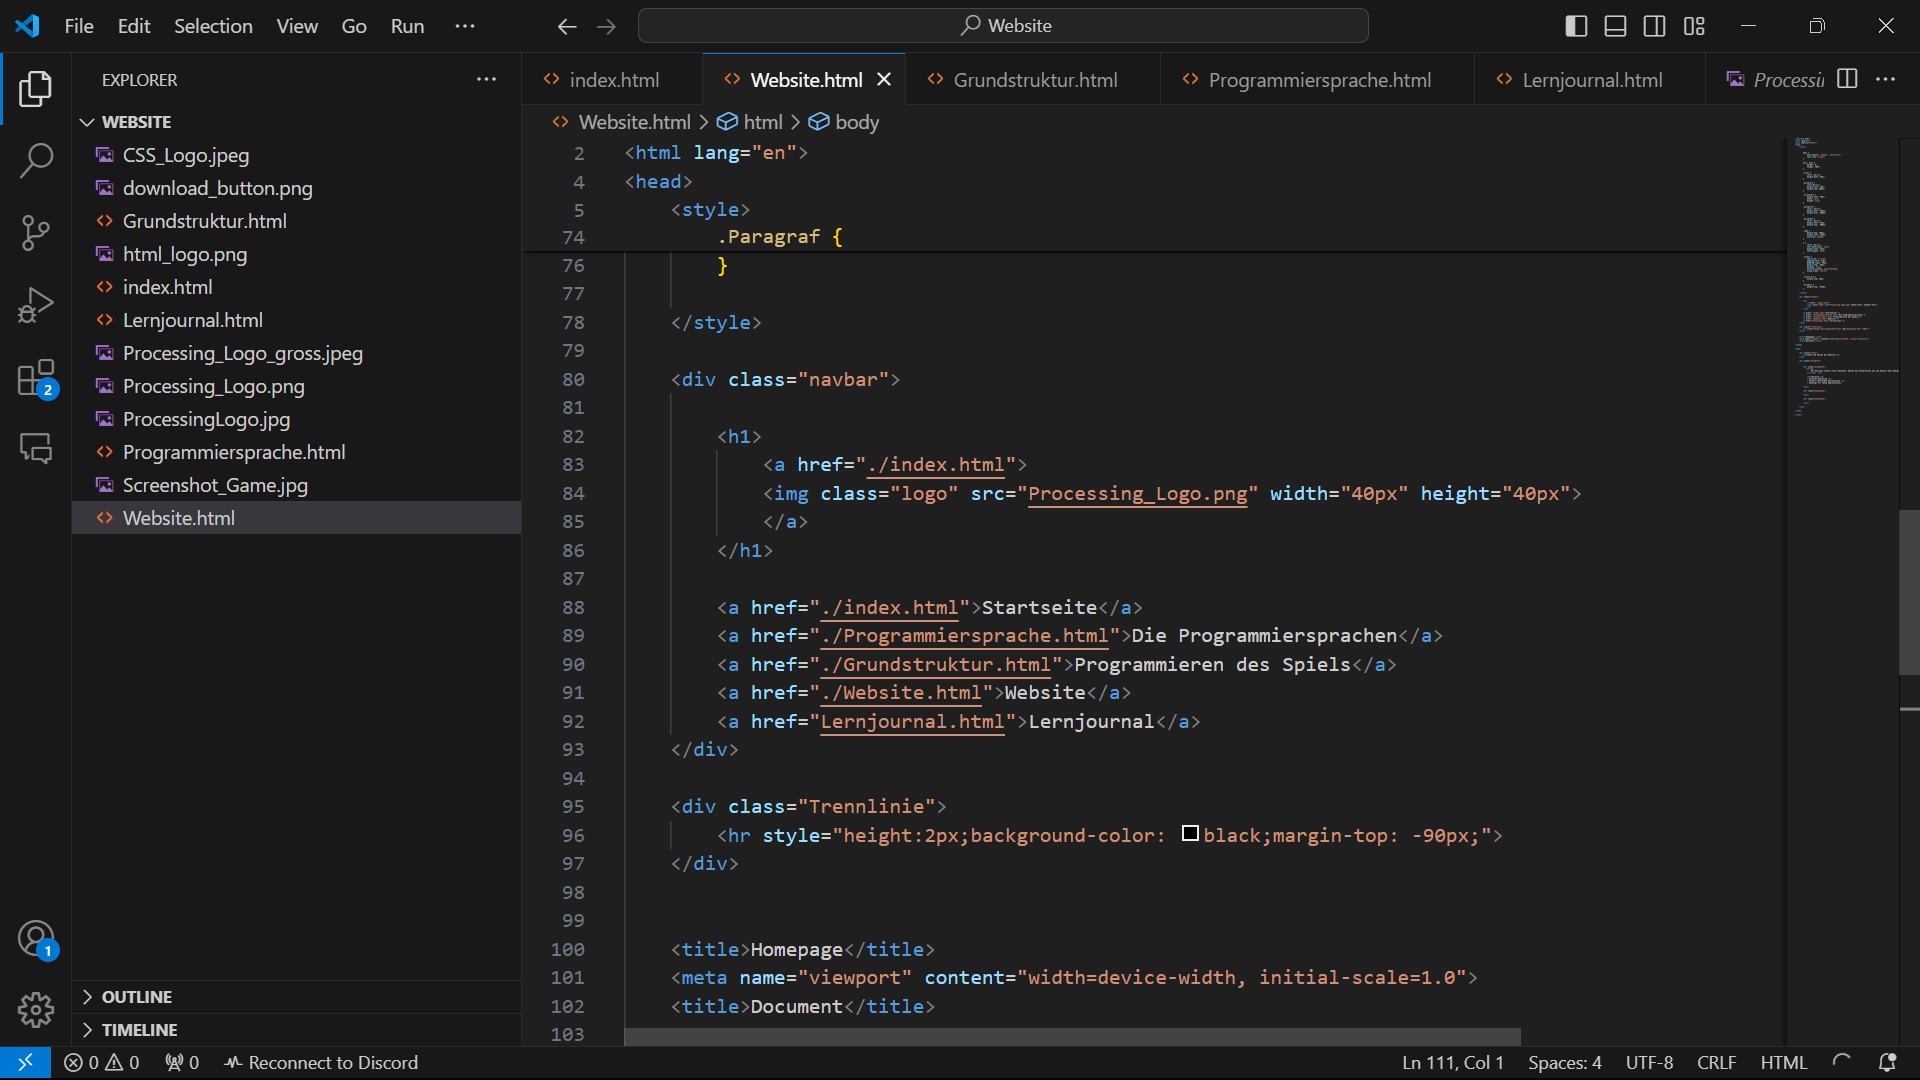 File Edit Selection View Go Run
Website
EXPLORER
index.html
Website.html
Grundstruktur.html
Programmiersprache.html
Lernjournal.html
Processi
Website.html > html > body
WEBSITE
CSS_Logo.jpeg
download_button.png
Grundstruktur.html
html_logo.png
index.html
Lernjournal.html
Processing_Logo_gross.jpeg
Processing_Logo.png
ProcessingLogo.jpg
Programmiersprache.html
Screenshot_Game.jpg
Website.html
2 <html lang="en">
4 <head>
5 <style>
74 .Paragraf {
76 }
77
78 </style>
79
80 <div class="navbar">
81
82 <h1>
83 <a href="./index.html">
84 <img class="logo" src="Processing_Logo.png" width="40px" height="40px">
85 </a>
86 </h1>
87
88 <a href="./index.html">Startseite</a>
89 <a href="./Programmiersprache.html">Die Programmiersprachen</a>
90 <a href="./Grundstruktur.html">Programmieren des Spiels</a>
91 <a href="./Website.html">Website</a>
92 <a href="Lernjournal.html">Lernjournal</a>
93 </div>
94
95 <div class="Trennlinie">
96 <hr style="height:2px;background-color: black;margin-top: -90px;">
97 </div>
98
99
100 <title>Homepage</title>
101 <meta name="viewport" content="width=device-width, initial-scale=1.0">
102 <title>Document</title>
103
2
1
OUTLINE
TIMELINE
0 0 0 Reconnect to Discord
Ln 111, Col 1 Spaces: 4 UTF-8 CRLF HTML